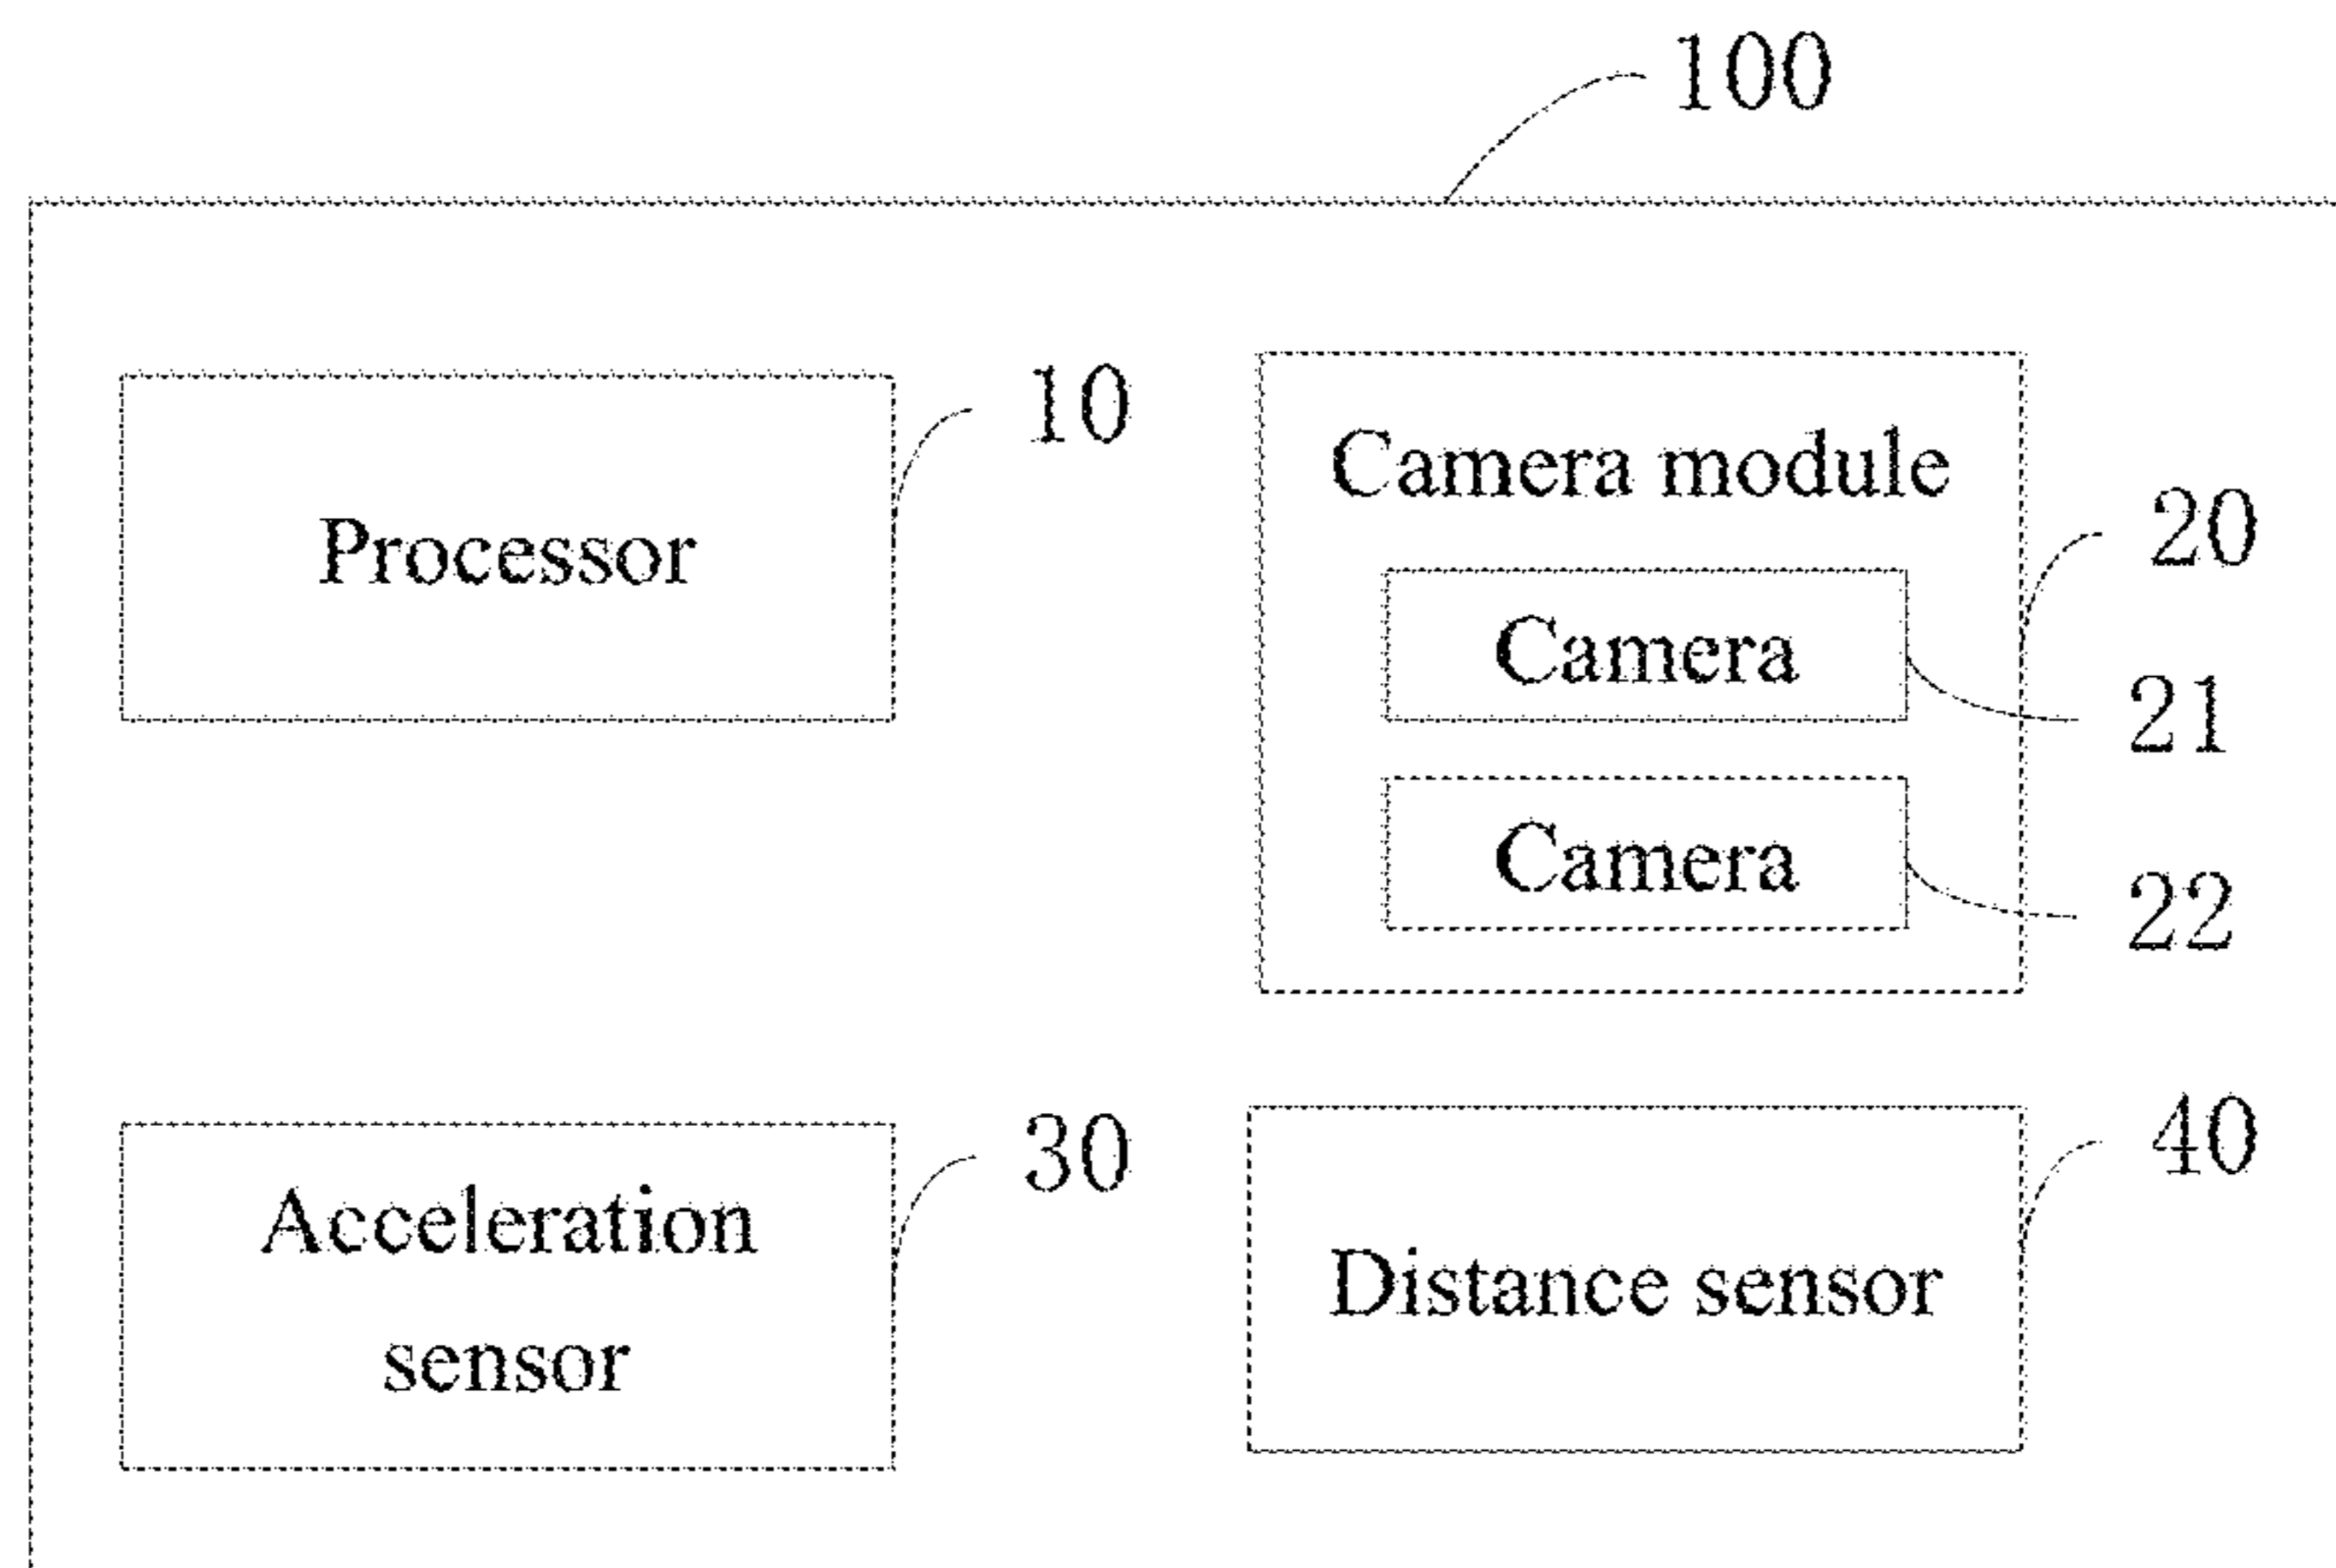 100
10
Processor
Camera module
20
Camera
21
Camera
22
30
Acceleration
sensor
40
Distance sensor